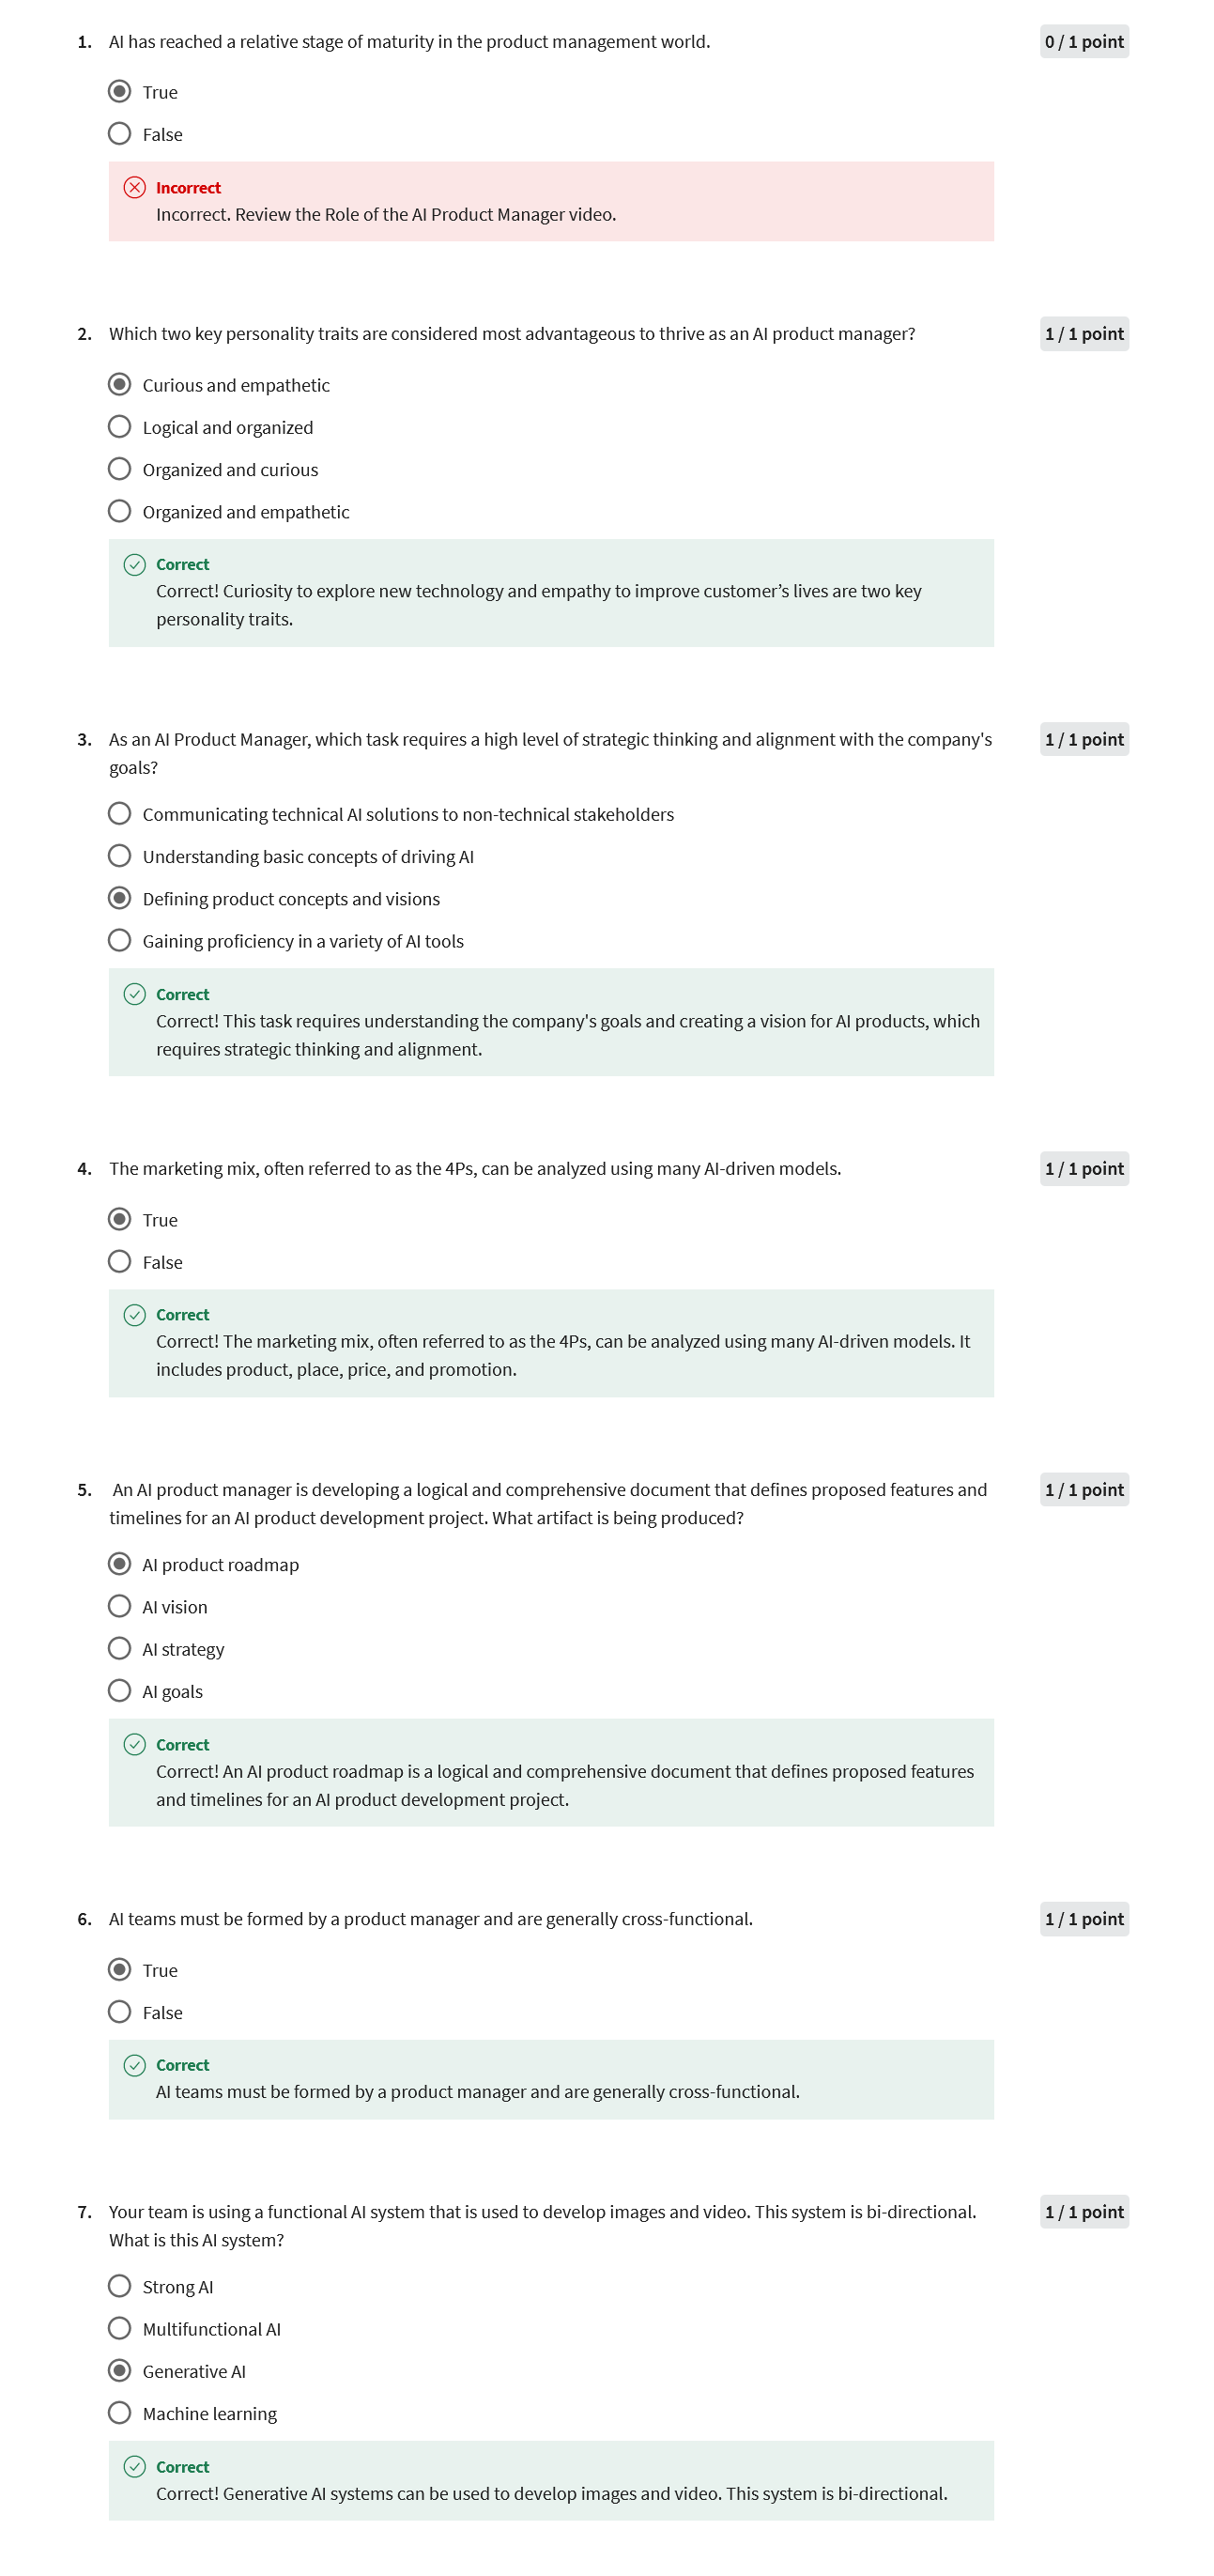 1. AI has reached a relative stage of maturity in the product management world.
0 / 1 point
True
False
Incorrect
Incorrect. Review the Role of the AI Product Manager video.
2. Which two key personality traits are considered most advantageous to thrive as an AI product manager?
1 / 1 point
Curious and empathetic
Logical and organized
Organized and curious
Organized and empathetic
Correct
Correct! Curiosity to explore new technology and empathy to improve customer’s lives are two key
personality traits.
3. As an AI Product Manager, which task requires a high level of strategic thinking and alignment with the company's
goals?
1 / 1 point
Communicating technical AI solutions to non-technical stakeholders
Understanding basic concepts of driving AI
Defining product concepts and visions
Gaining proficiency in a variety of AI tools
Correct
Correct! This task requires understanding the company's goals and creating a vision for AI products, which
requires strategic thinking and alignment.
4. The marketing mix, often referred to as the 4Ps, can be analyzed using many AI-driven models.
1 / 1 point
True
False
Correct
Correct! The marketing mix, often referred to as the 4Ps, can be analyzed using many AI-driven models. It
includes product, place, price, and promotion.
5. An AI product manager is developing a logical and comprehensive document that defines proposed features and
timelines for an AI product development project. What artifact is being produced?
1 / 1 point
AI product roadmap
AI vision
AI strategy
AI goals
Correct
Correct! An AI product roadmap is a logical and comprehensive document that defines proposed features
and timelines for an AI product development project.
6. AI teams must be formed by a product manager and are generally cross-functional.
1 / 1 point
True
False
Correct
AI teams must be formed by a product manager and are generally cross-functional.
7. Your team is using a functional AI system that is used to develop images and video. This system is bi-directional.
What is this AI system?
1 / 1 point
Strong AI
Multifunctional AI
Generative AI
Machine learning
Correct
Correct! Generative AI systems can be used to develop images and video. This system is bi-directional.